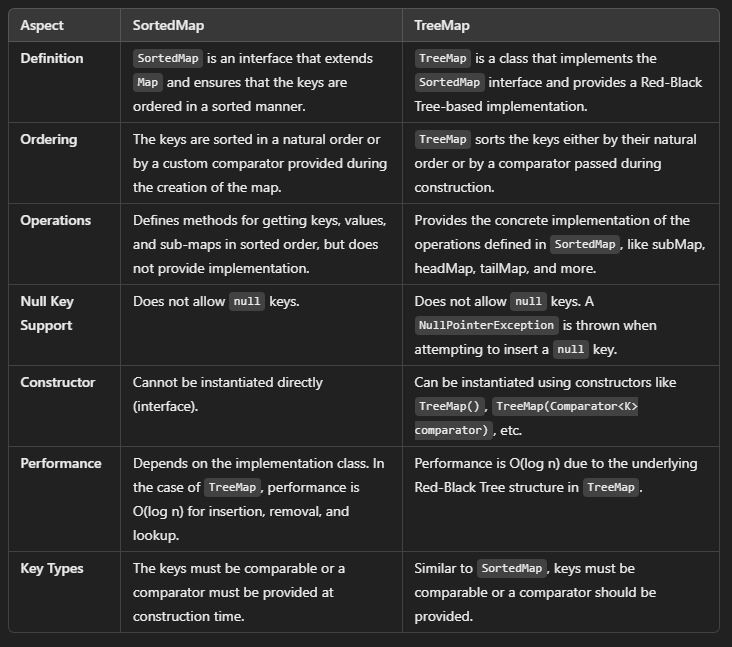 Aspect SortedMap TreeMap
Definition SortedMap is an interface that extends TreeMap is a class that implements the
Map and ensures that the keys are SortedMap interface and provides a Red-Black
ordered in a sorted manner. Tree-based implementation.
Ordering The keys are sorted in a natural order or TreeMap sorts the keys either by their natural
by a custom comparator provided during order or by a comparator passed during
the creation of the map. construction.
Operations Defines methods for getting keys, values, Provides the concrete implementation of the
and sub-maps in sorted order, but does operations defined in SortedMap, like subMap,
not provide implementation. headMap, tailMap, and more.
Null Key Does not allow null keys. Does not allow null keys. A
Support NullPointerException is thrown when
attempting to insert a null key.
Constructor Cannot be instantiated directly Can be instantiated using constructors like
(interface). TreeMap(), TreeMap(Comparator<K>
comparator), etc.
Performance Depends on the implementation class. In Performance is O(log n) due to the underlying
the case of TreeMap, performance is Red-Black Tree structure in TreeMap.
O(log n) for insertion, removal, and
lookup.
Key Types The keys must be comparable or a Similar to SortedMap, keys must be
comparator must be provided at comparable or a comparator should be
construction time. provided.